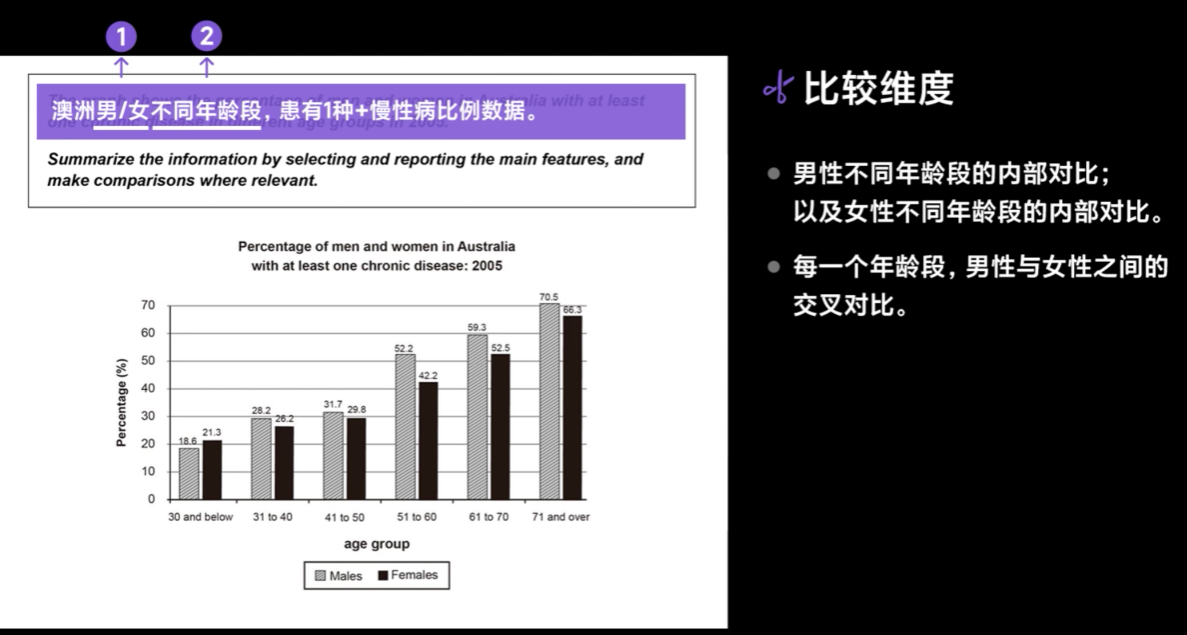 1 2
澳洲男/女不同年龄段，患有1种+慢性病比例数据。
Summarize the information by selecting and reporting the main features, and
make comparisons where relevant.
Percentage of men and women in Australia
with at least one chronic disease: 2005
Percentage (%)
70
60
50
40
30
20
10
0
18.6 21.3
28.2 26.2
31.7 29.8
52.2 42.2
59.3 52.5
70.5 66.3
30 and below 31 to 40 41 to 50 51 to 60 61 to 70 71 and over
age group
Males Females
比较维度
男性不同年龄段的内部对比；
以及女性不同年龄段的内部对比。
每一个年龄段，男性与女性之间的
交叉对比。